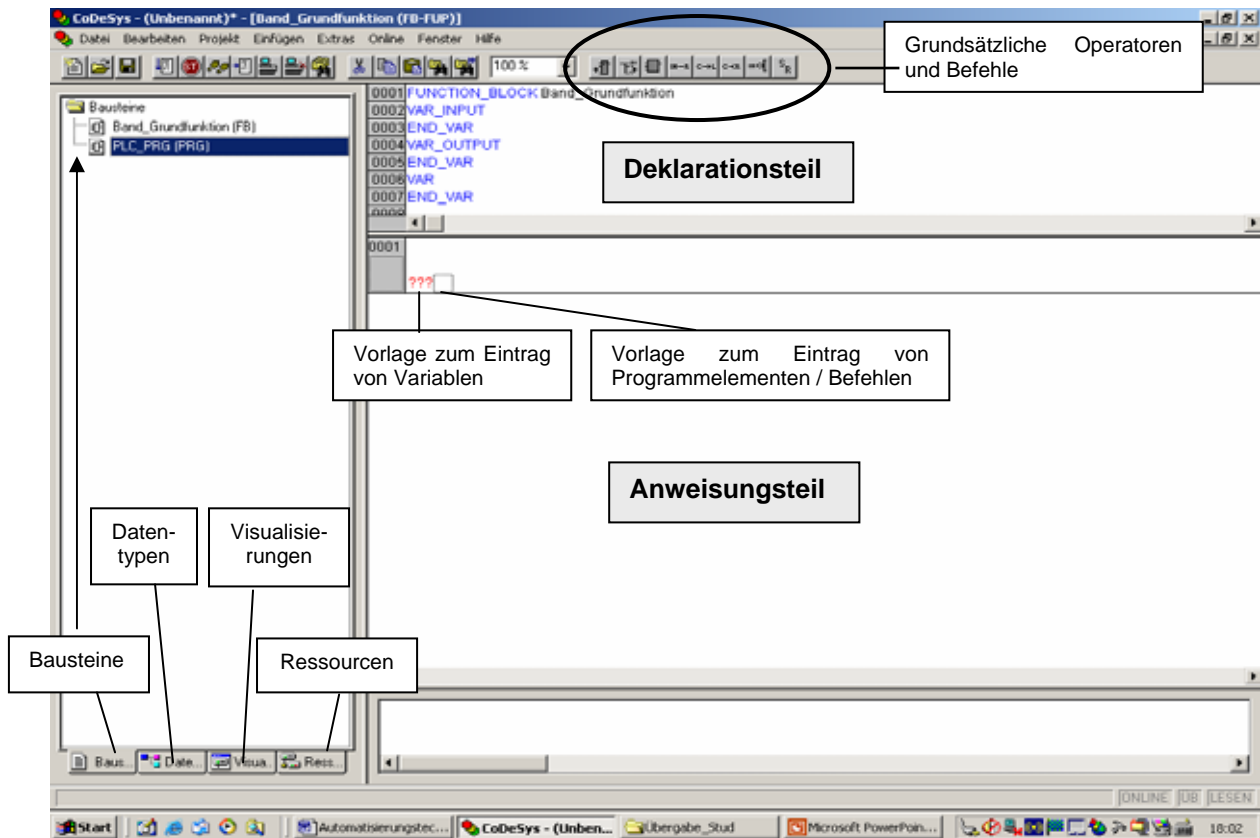 CoDeSys - (Unbenannt)* - [Band_Grundfunktion (FB-FUP)]
Datei Bearbeiten Projekt Einfügen Extras Online Fenster Hilfe
Grundsätzliche Operatoren
und Befehle
100 %
Bausteine
Band_Grundfunktion (FB)
PLC_PRG (PRG)
0001 FUNCTION_BLOCK Band_Grundfunktion
0002 VAR_INPUT
0003 END_VAR
0004 VAR_OUTPUT
0005 END_VAR
0006 VAR
0007 END_VAR
0008
Deklarationsteil
0001
???
Vorlage zum Eintrag
von Variablen
Vorlage zum Eintrag von
Programmelementen / Befehlen
Anweisungsteil
Daten-
typen
Visualisie-
rungen
Bausteine
Ressourcen
Baus... Date... Visua... Ress...
ONLINE ÜB LESEN
Start Automatisierungstec... CoDeSys - (Unben... Übergabe_Stud Microsoft PowerPoin... 18:02